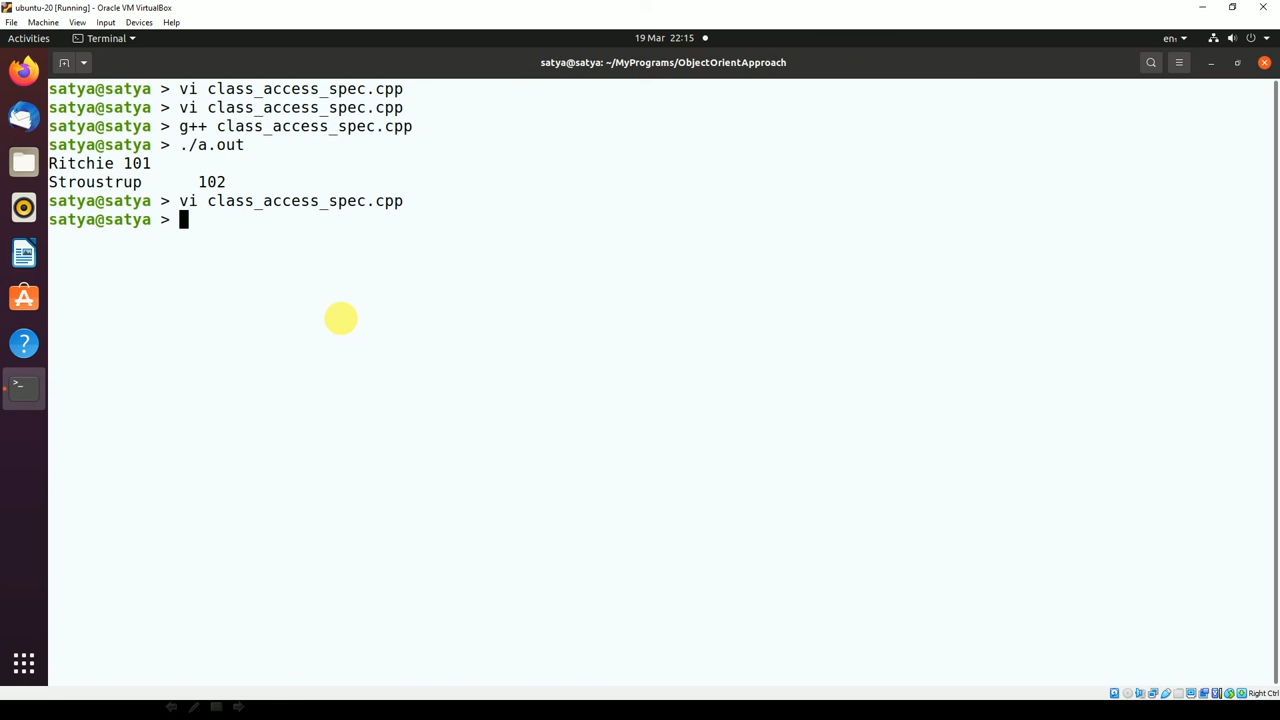 ubuntu-20 [Running] - Oracle VM VirtualBox
File Machine View Input Devices Help
Activities Terminal 19 Mar 22:15 en₁
satya@satya: ~/MyPrograms/ObjectOrientApproach
satya@satya > vi class_access_spec.cpp
satya@satya > vi class_access_spec.cpp
satya@satya > g++ class_access_spec.cpp
satya@satya > ./a.out
Ritchie 101
Stroustrup 102
satya@satya > vi class_access_spec.cpp
satya@satya >
Right Ctrl